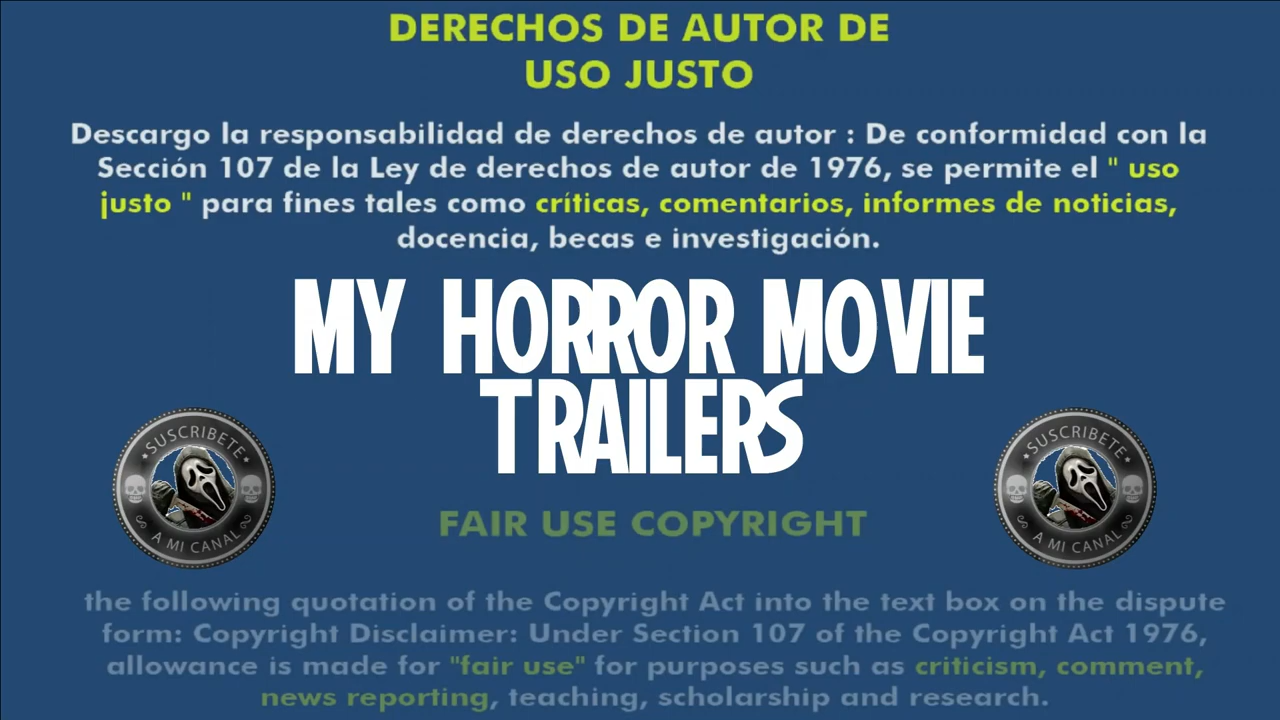 DERECHOS DE AUTOR DE
USO JUSTO
Descargo la responsabilidad de derechos de autor : De conformidad con la
Sección 107 de la Ley de derechos de autor de 1976, se permite el " uso
justo " para fines tales como críticas, comentarios, informes de noticias,
docencia, becas e investigación.
MY HORROR MOVIE
TRAILERS
SUSCRIBETE
A MI CANAL
SUSCRIBETE
A MI CANAL
FAIR USE COPYRIGHT
the following quotation of the Copyright Act into the text box on the dispute
form: Copyright Disclaimer: Under Section 107 of the Copyright Act 1976,
allowance is made for "fair use" for purposes such as criticism, comment,
news reporting, teaching, scholarship and research.